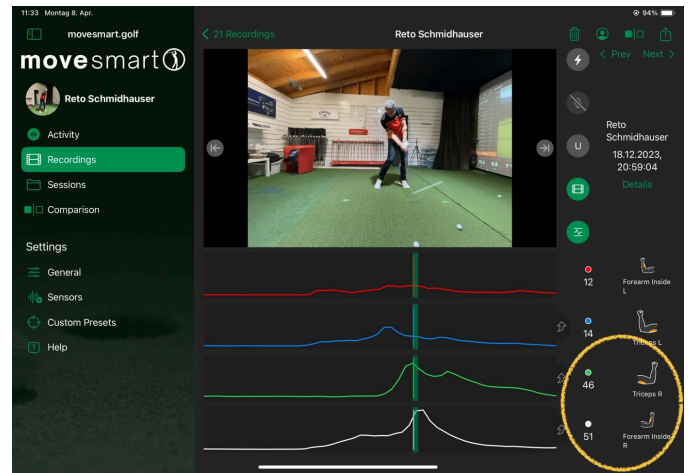 11:33 Montag 8. Apr.
94%
movesmart.golf
21 Recordings
Reto Schmidhauser
movesmart
Prev Next
Reto Schmidhauser
Activity
Recordings
Sessions
Comparison
Settings
General
Sensors
Custom Presets
Help
U
Reto
Schmidhauser
18.12.2023,
20:59:04
Details
12
Forearm Inside
L
14
Triceps L
46
Triceps R
51
Forearm Inside
R